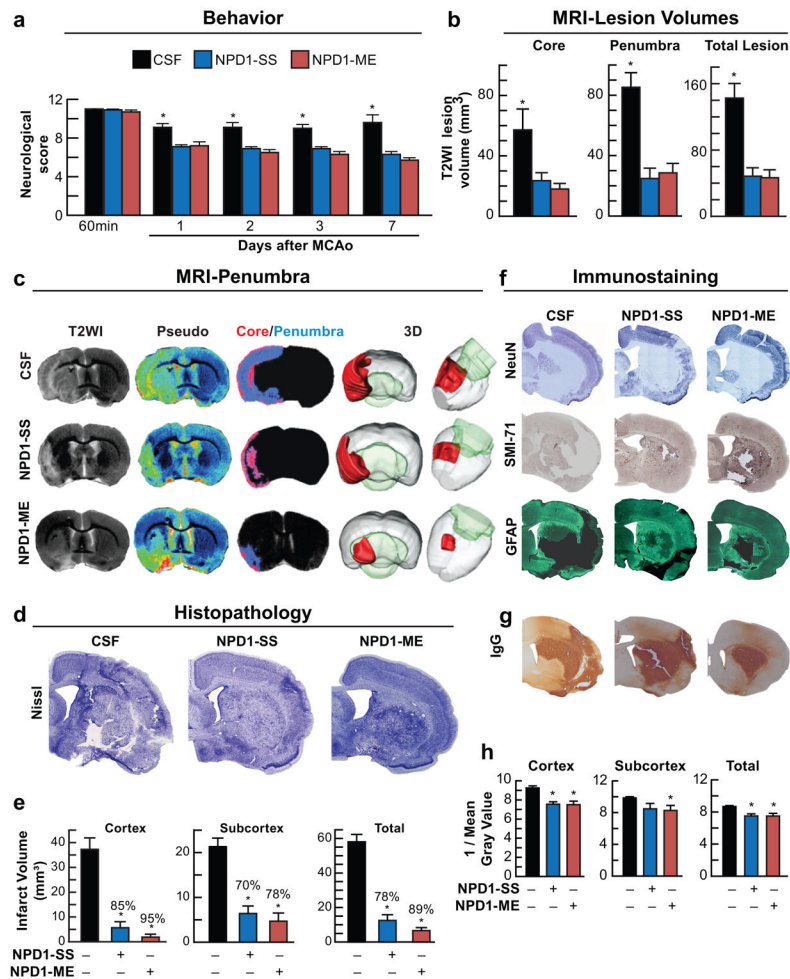 a Behavior
CSF NPD1-SS NPD1-ME
Neurological score
12
8
4
0
* * * *
60min 1 2 3 7
Days after MCAo
b MRI-Lesion Volumes
Core Penumbra Total Lesion
T2WI lesion volume (mm³)
80
40
0
*
80
40
0
*
160
80
0
*
c MRI-Penumbra
T2WI Pseudo Core/Penumbra 3D
CSF
NPD1-SS
NPD1-ME
d Histopathology
CSF NPD1-SS NPD1-ME
Nissl
e
Cortex Subcortex Total
Infarct Volume (mm³)
40
30
20
10
0
85% *
95% *
20
10
0
70% *
78% *
60
50
40
30
20
10
0
78% *
89% *
NPD1-SS – + – + – +
NPD1-ME – + – + – +
f Immunostaining
CSF NPD1-SS NPD1-ME
NeuN
SMI-71
GFAP
g
IgG
h
Cortex Subcortex Total
1 / Mean Gray Value
10
8
6
4
2
0
* *
12
8
4
0
*
12
8
4
0
* *
NPD1-SS – + – + – +
NPD1-ME – + – + – +